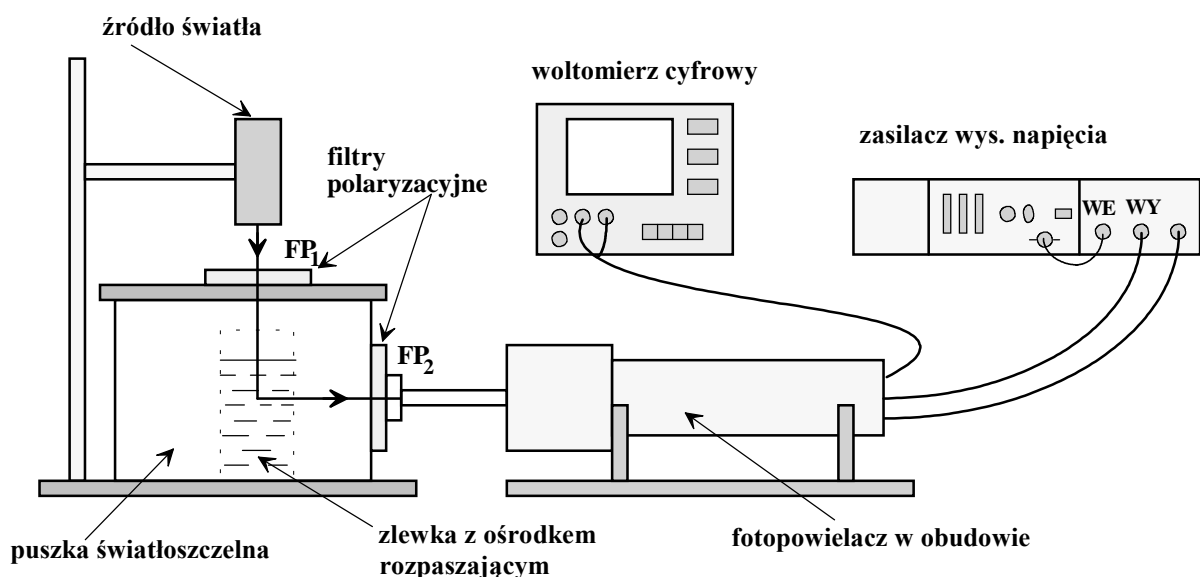 źródło światła
woltomierz cyfrowy
zasilacz wys. napięcia
filtry
polaryzacyjne
WE WY
FP1
FP2
puszka światłoszczelna
zlewka z ośrodkem
rozpaszającym
fotopowielacz w obudowie